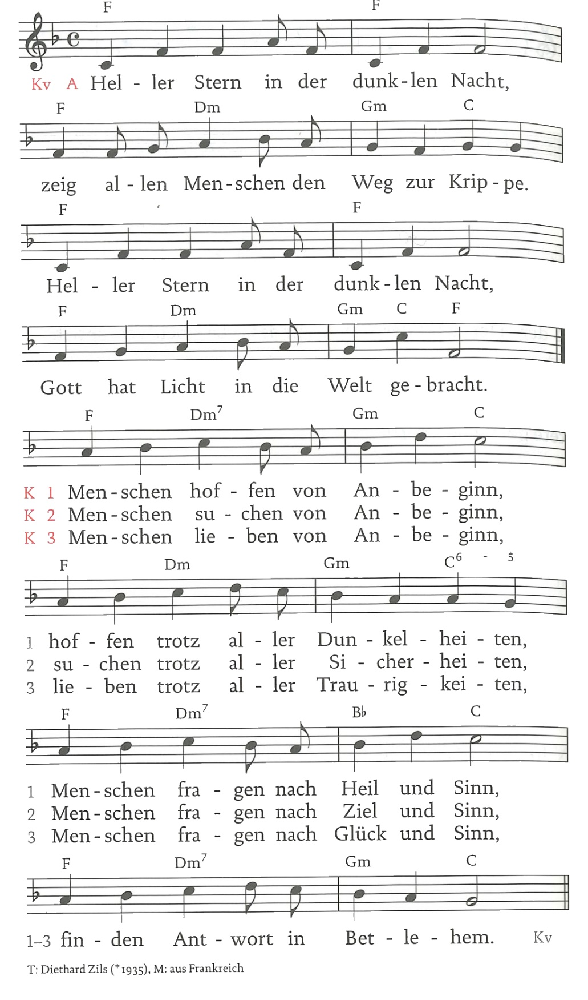 F F
Kv A Hel - ler Stern in der dunk - len Nacht,
F Dm Gm C
zeig al - len Men - schen den Weg zur Krip - pe.
F F
Hel - ler Stern in der dunk - len Nacht,
F Dm Gm C F
Gott hat Licht in die Welt ge - bracht.
F Dm7 Gm C
K 1 Men - schen hof - fen von An - be - ginn,
K 2 Men - schen su - chen von An - be - ginn,
K 3 Men - schen lie - ben von An - be - ginn,
F Dm Gm C6 - 5
1 hof - fen trotz al - ler Dun - kel - hei - ten,
2 su - chen trotz al - ler Si - cher - hei - ten,
3 lie - ben trotz al - ler Trau - rig - kei - ten,
F Dm7 B♭ C
1 Men - schen fra - gen nach Heil und Sinn,
2 Men - schen fra - gen nach Ziel und Sinn,
3 Men - schen fra - gen nach Glück und Sinn,
F Dm7 Gm C
1–3 fin - den Ant - wort in Bet - le - hem. Kv
T: Diethard Zils (*1935), M: aus Frankreich